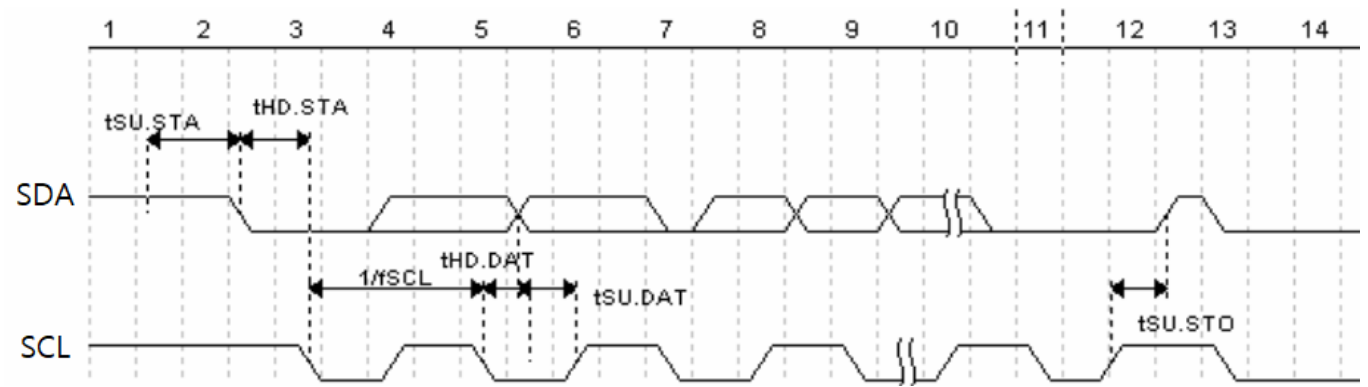 1 2 3 4 5 6 7 8 9 10 11 12 13 14
tHD.STA
tSU.STA
SDA
tHD.DAT
1/fSCL
tSU.DAT
tSU.STO
SCL